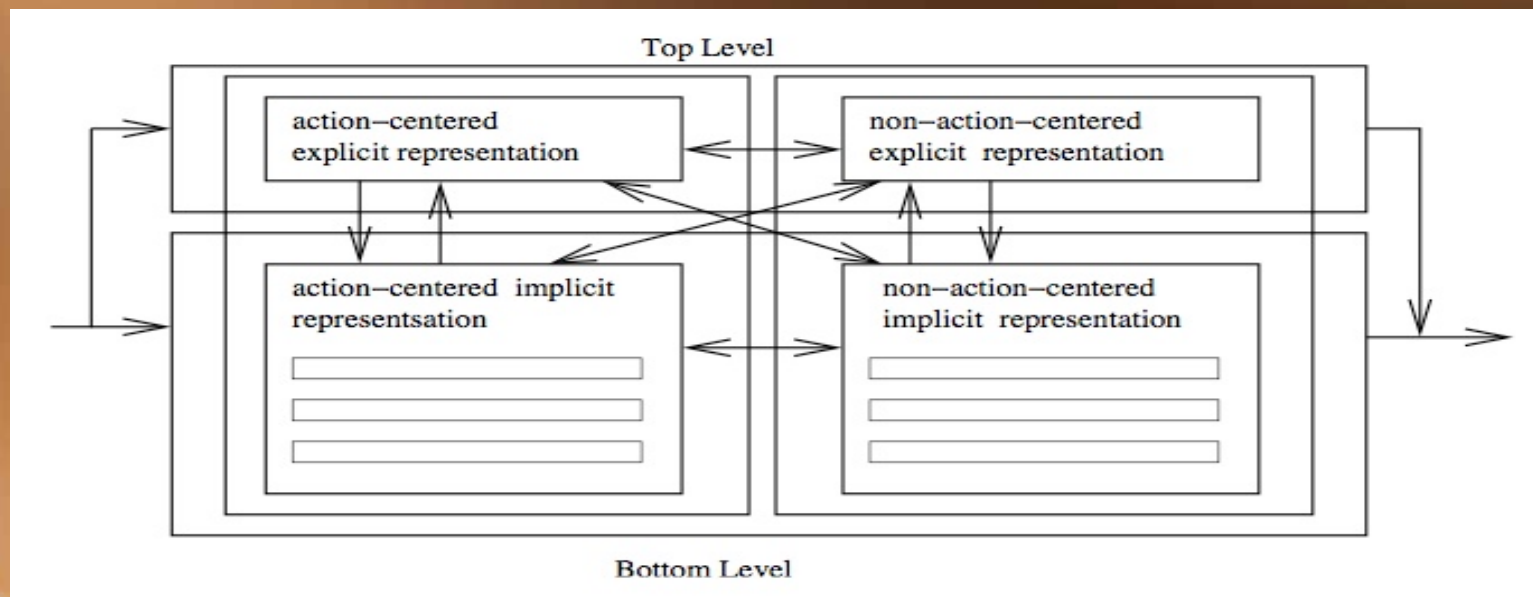 Top Level
action–centered
explicit representation
non–action–centered
explicit representation
action–centered implicit
representsation
non–action–centered
implicit representation
Bottom Level